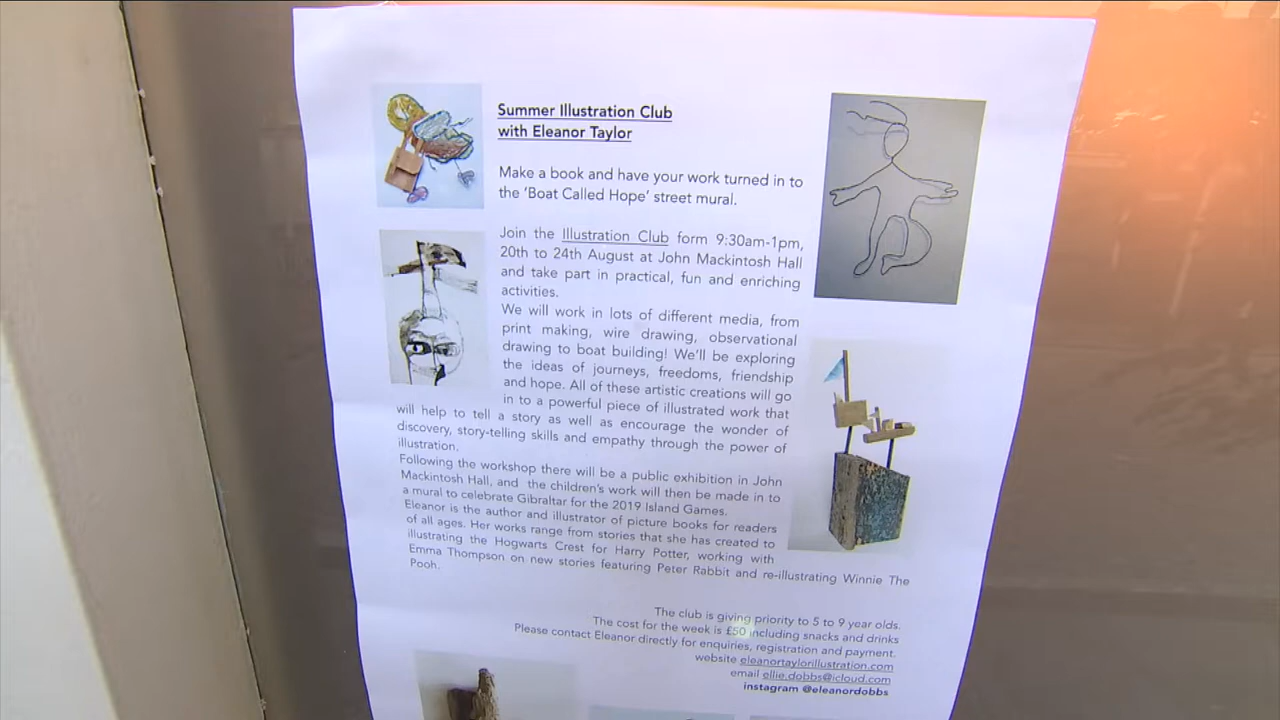 Summer Illustration Club
with Eleanor Taylor
Make a book and have your work turned in to
the 'Boat Called Hope' street mural.
Join the Illustration Club form 9:30am-1pm,
20th to 24th August at John Mackintosh Hall
and take part in practical, fun and enriching
activities.
We will work in lots of different media, from
print making, wire drawing, observational
drawing to boat building! We'll be exploring
the ideas of journeys, freedoms, friendship
and hope. All of these artistic creations will go
in to a powerful piece of illustrated work that
will help to tell a story as well as encourage the wonder of
discovery, story-telling skills and empathy through the power of
illustration.
Following the workshop there will be a public exhibition in John
Mackintosh Hall, and the children's work will then be made in to
a mural to celebrate Gibraltar for the 2019 Island Games.
Eleanor is the author and illustrator of picture books for readers
of all ages. Her works range from stories that she has created to
illustrating the Hogwarts Crest for Harry Potter, working with
Emma Thompson on new stories featuring Peter Rabbit and re-illustrating Winnie The
Pooh.
The club is giving priority to 5 to 9 year olds.
The cost for the week is £50 including snacks and drinks
Please contact Eleanor directly for enquiries, registration and payment.
website eleanortaylorillustration.com
email ellie.dobbs@icloud.com
instagram @eleanordobbs